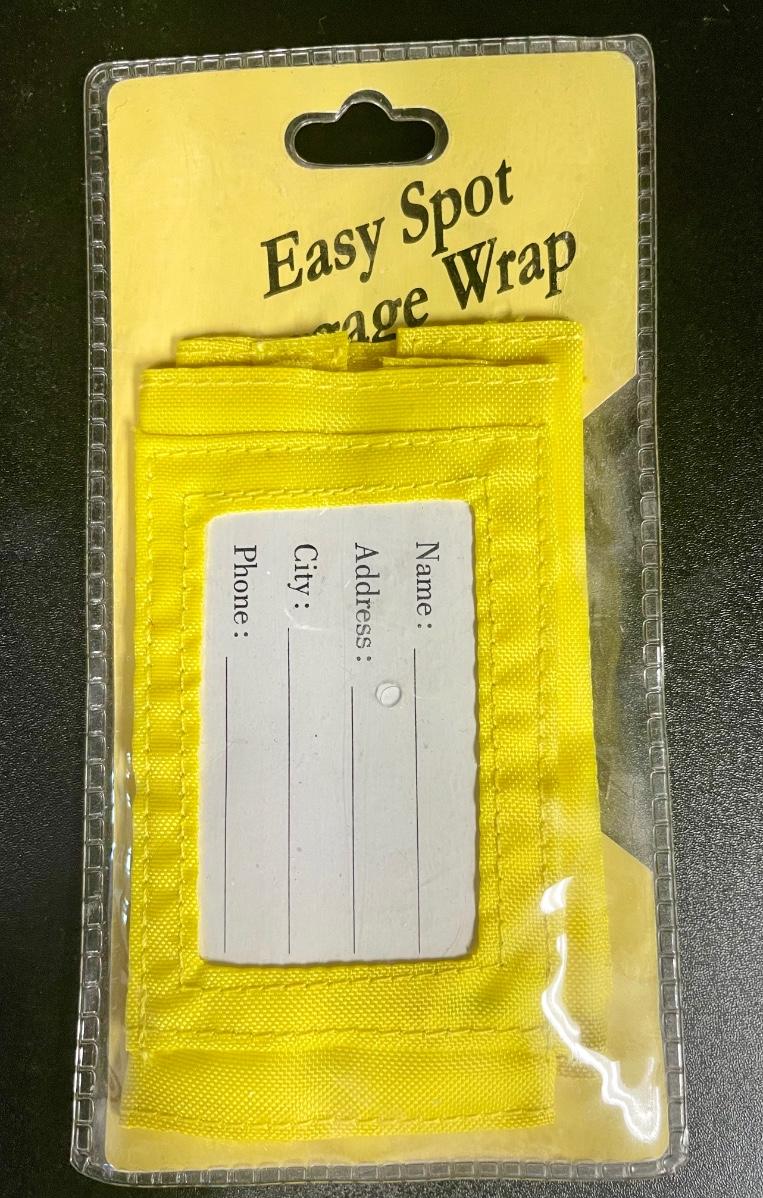 Easy Spot
gage Wrap
Name:
Address:
City:
Phone: